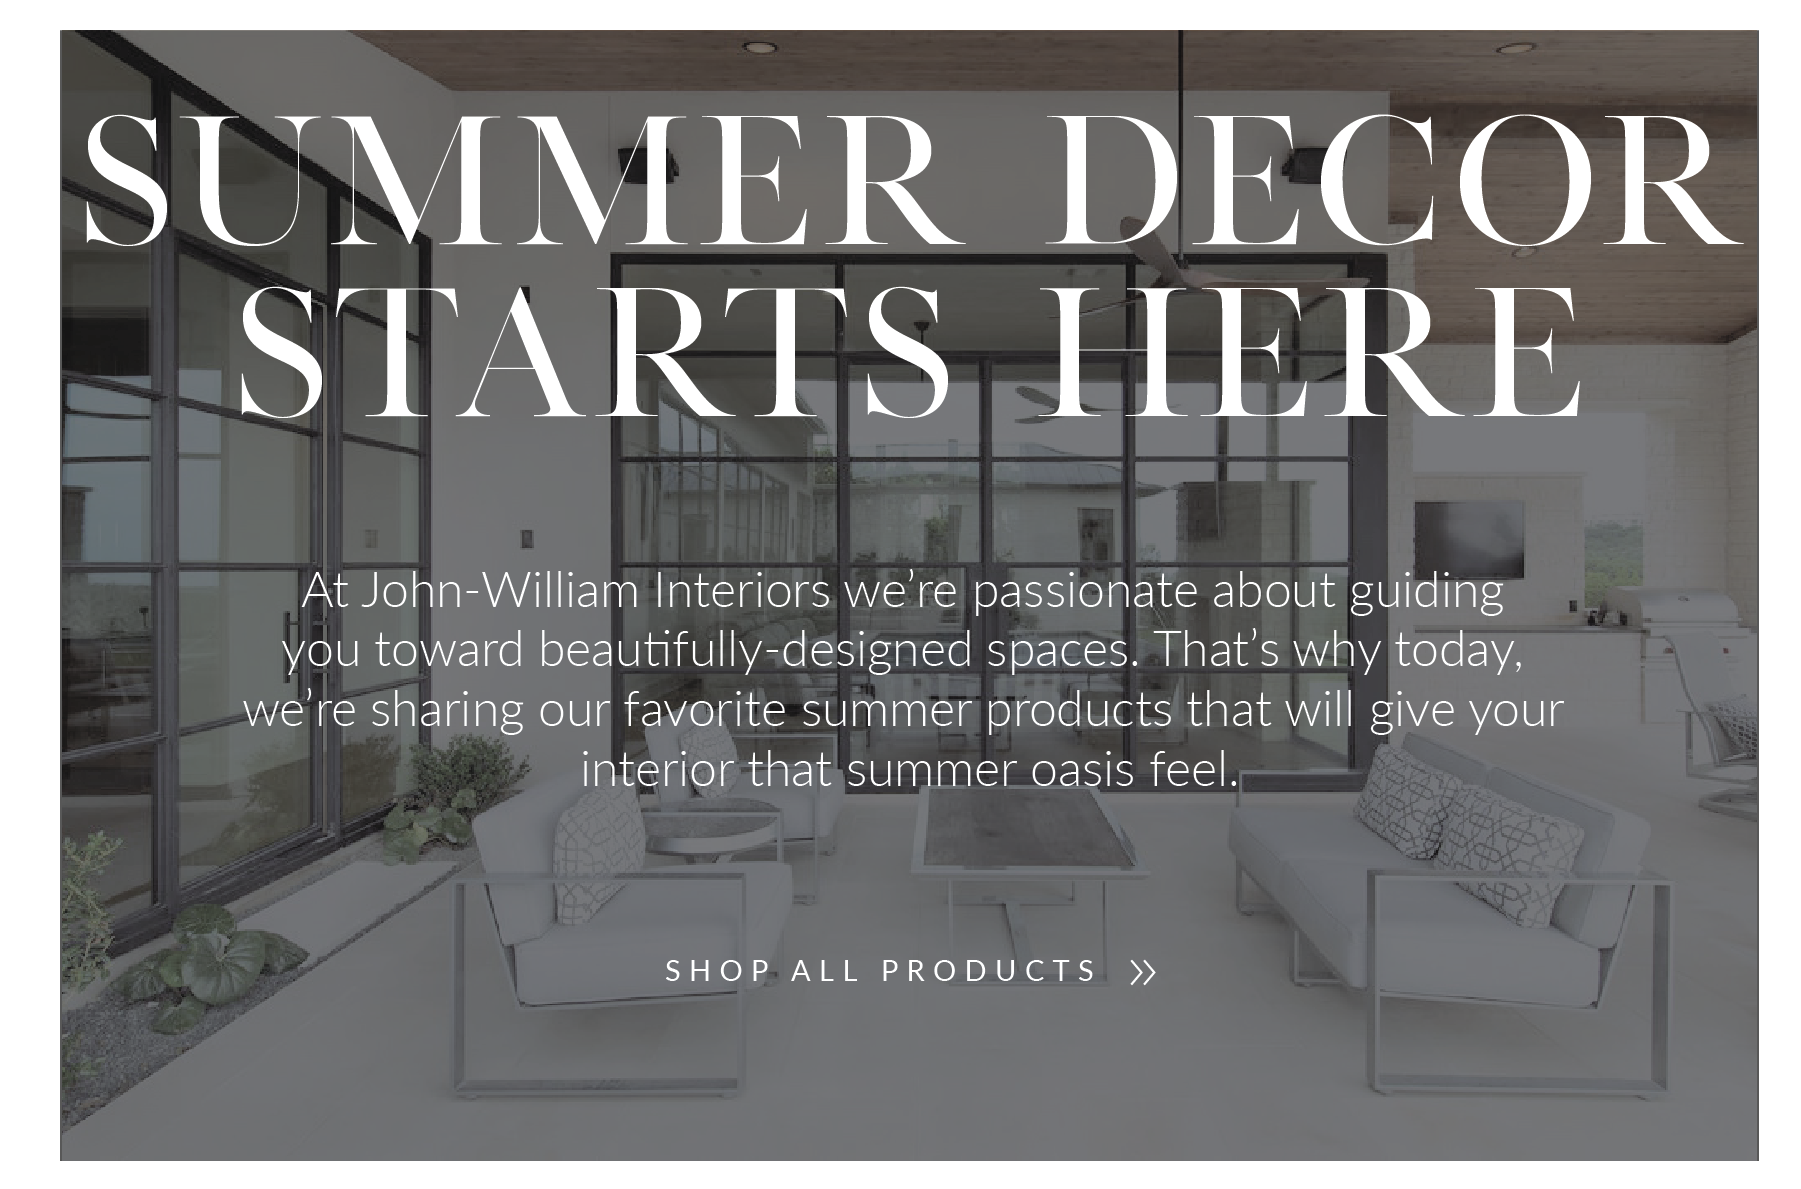 SUMMER DECOR
STARTS HERE
At John-William Interiors we’re passionate about guiding
you toward beautifully-designed spaces. That’s why today,
we’re sharing our favorite summer products that will give your
interior that summer oasis feel.
SHOP ALL PRODUCTS »